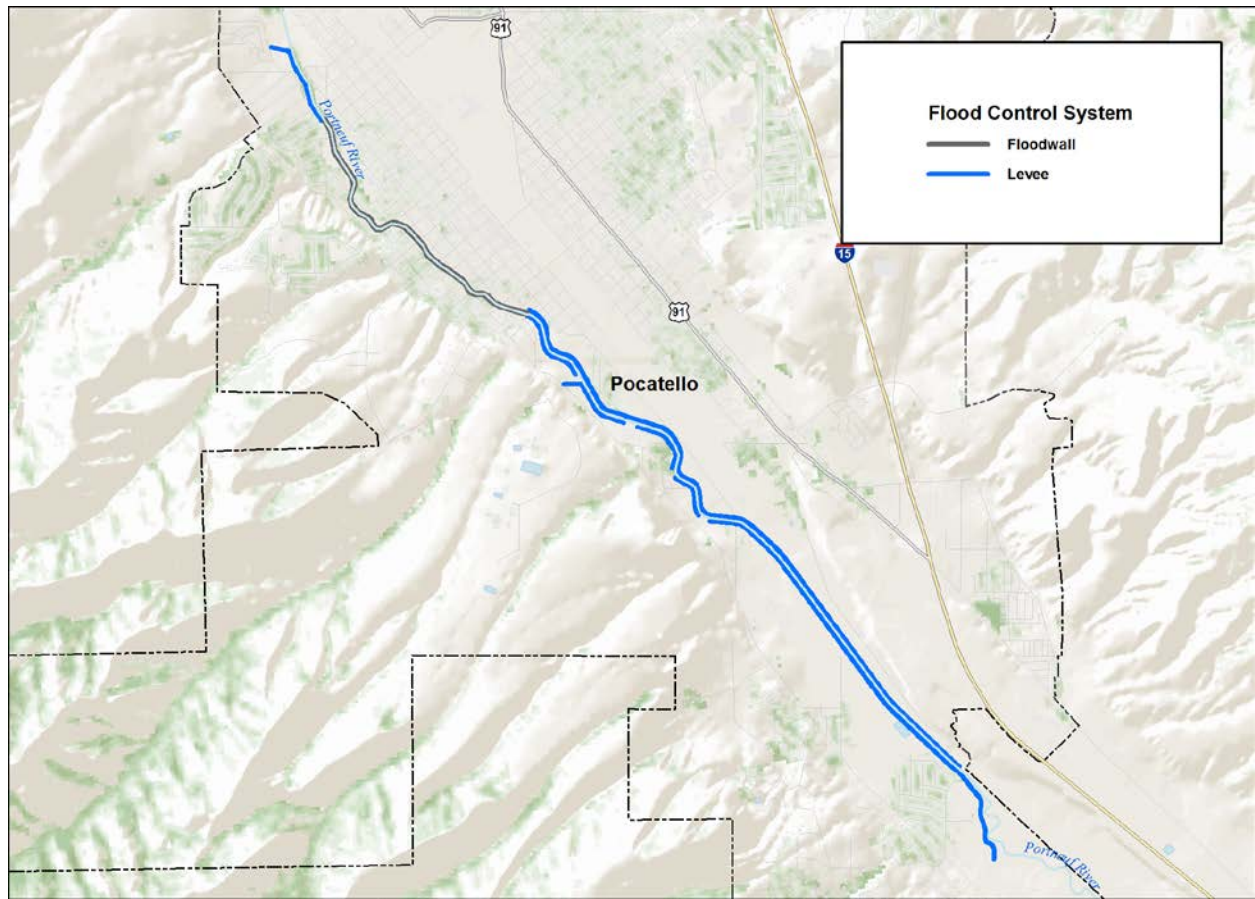 91
Flood Control System
Floodwall
Levee
Portneuf River
15
91
Pocatello
Portneuf River